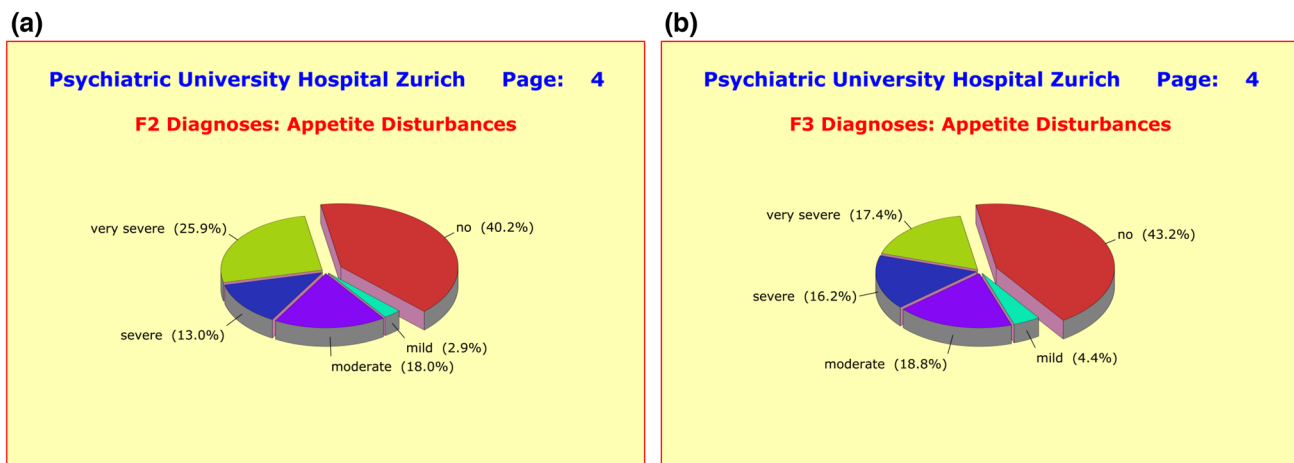 (a)
Psychiatric University Hospital Zurich Page: 4
F2 Diagnoses: Appetite Disturbances
very severe (25.9%)
no (40.2%)
severe (13.0%)
mild (2.9%)
moderate (18.0%)
(b)
Psychiatric University Hospital Zurich Page: 4
F3 Diagnoses: Appetite Disturbances
very severe (17.4%)
no (43.2%)
severe (16.2%)
mild (4.4%)
moderate (18.8%)